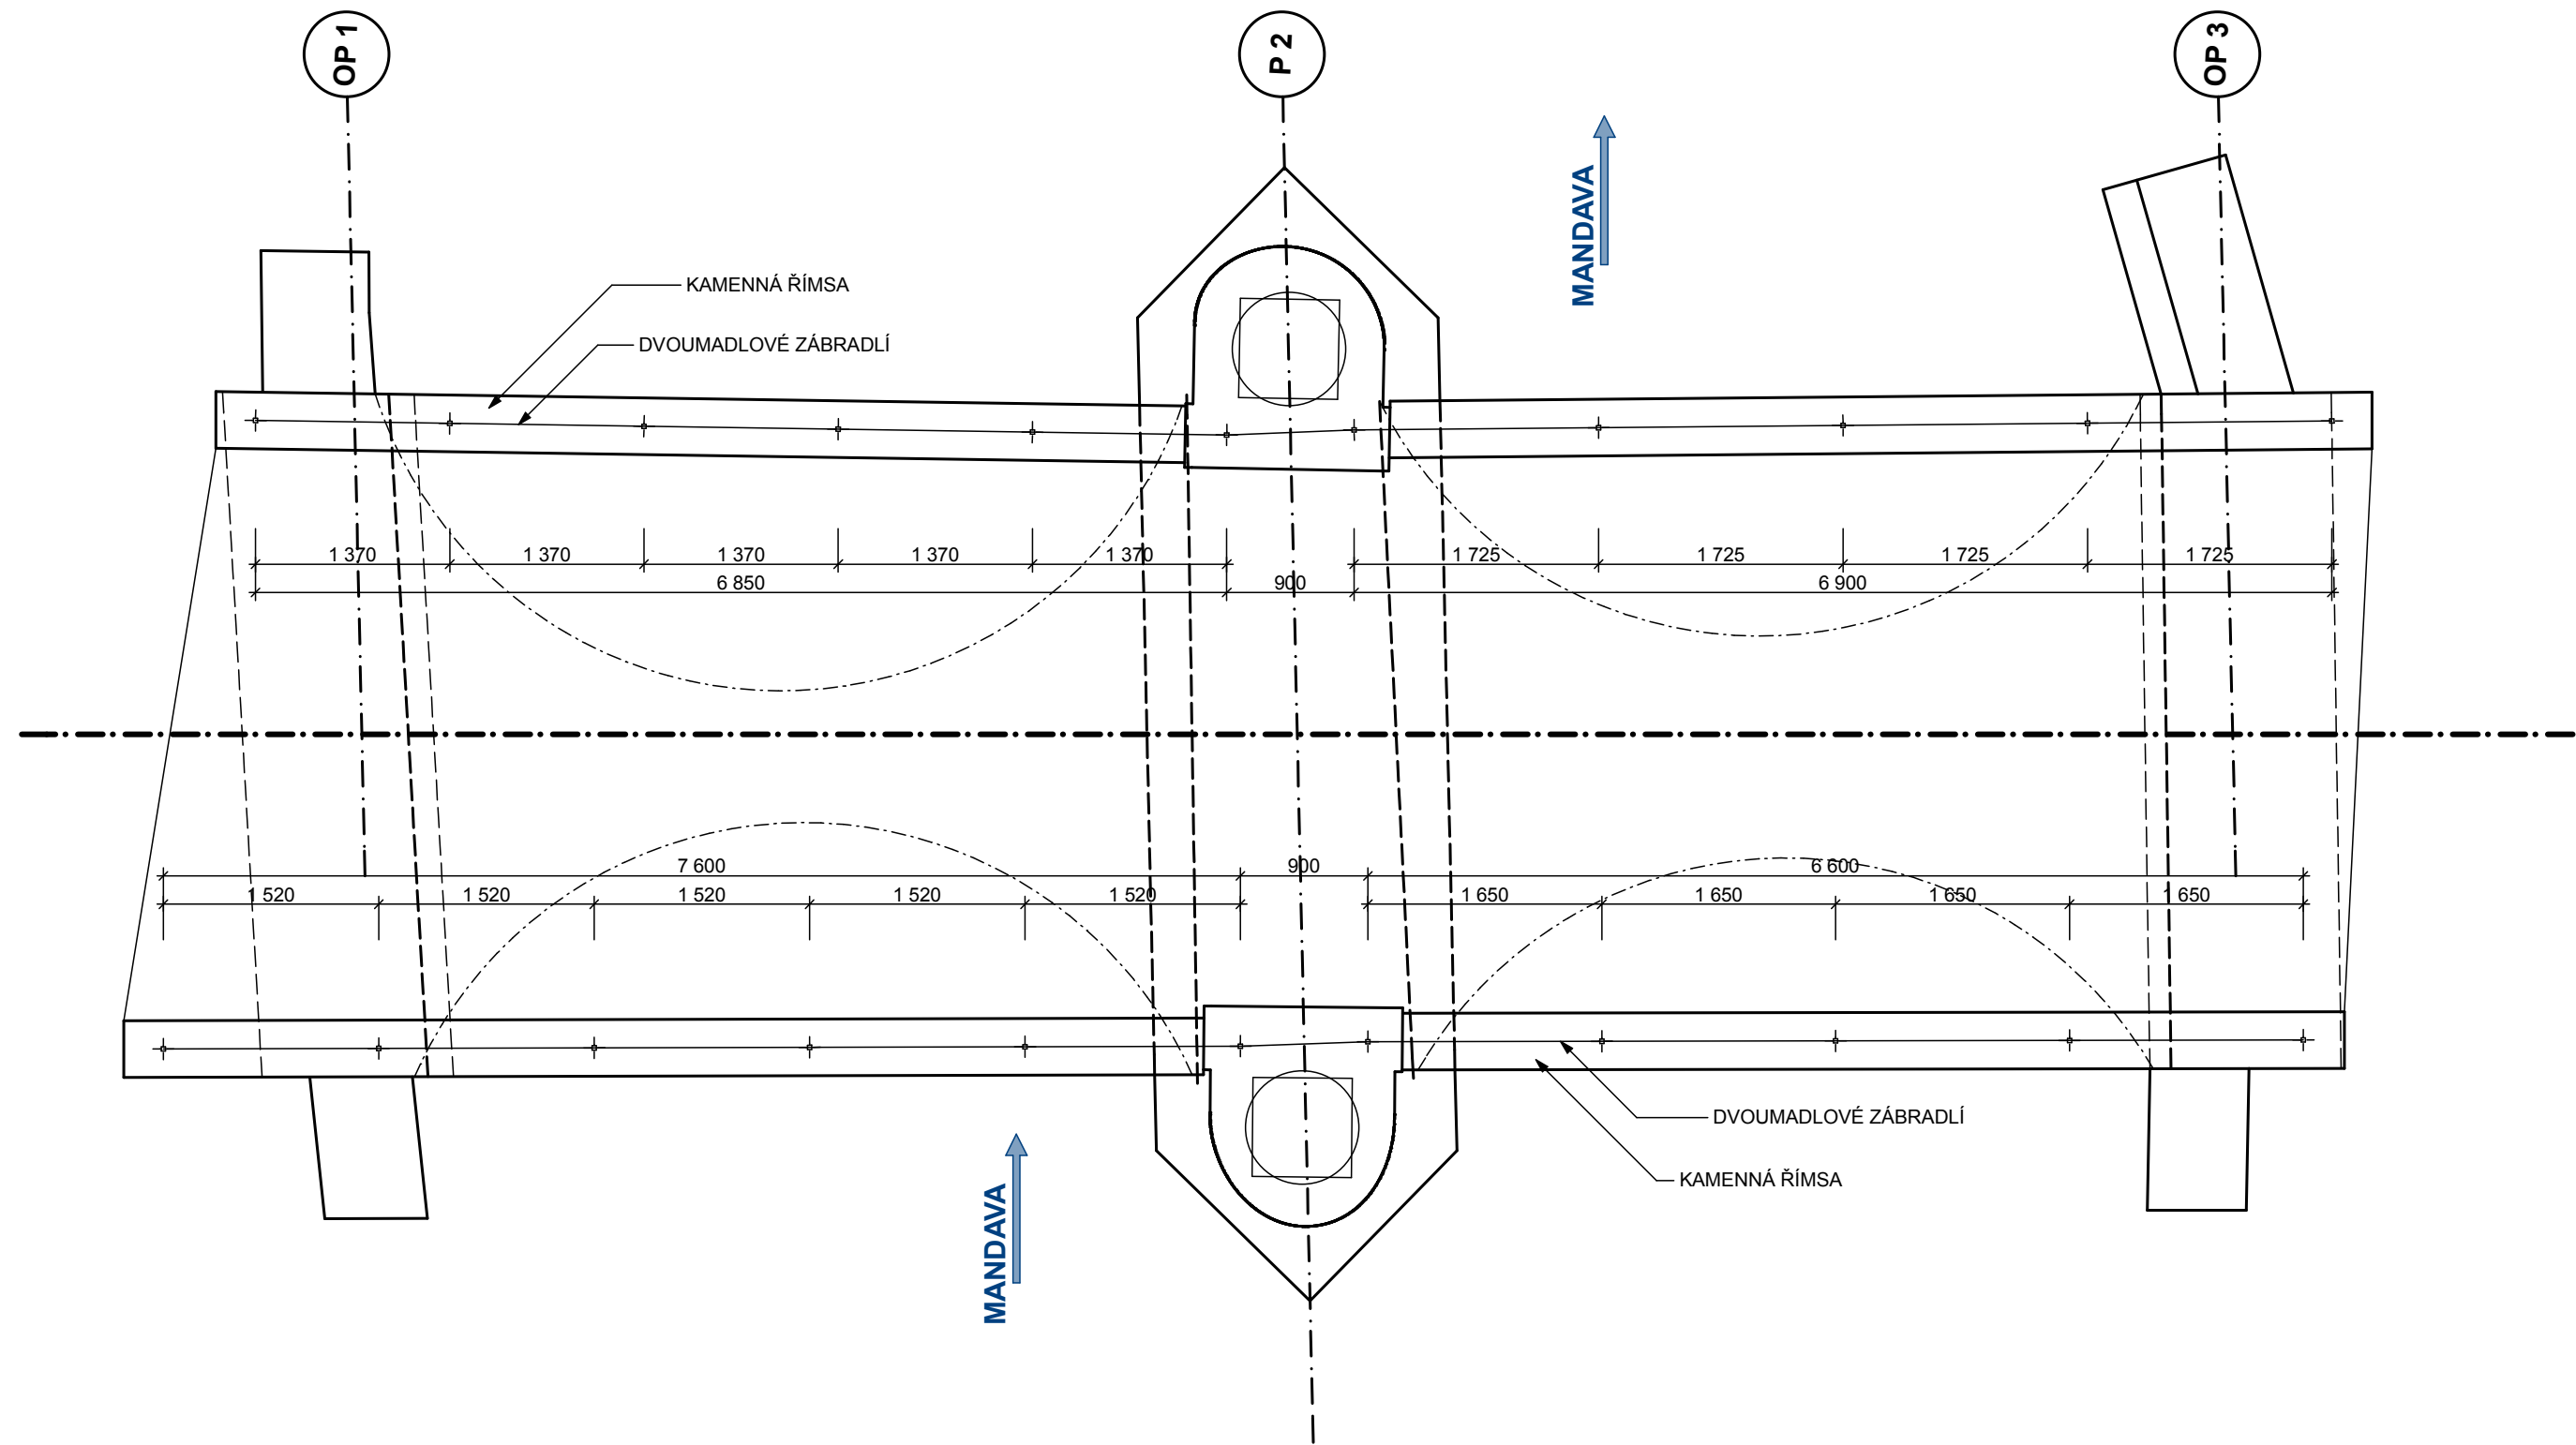 OP 1
P 2
OP 3
MANDAVA
KAMENNÁ ŘÍMSA
DVOUMADLOVÉ ZÁBRADLÍ
1 370 1 370 1 370 1 370 1 370 1 725 1 725 1 725 1 725
6 850 900 6 900
7 600 900 6 600
1 520 1 520 1 520 1 520 1 520 1 650 1 650 1 650 1 650
DVOUMADLOVÉ ZÁBRADLÍ
KAMENNÁ ŘÍMSA
MANDAVA